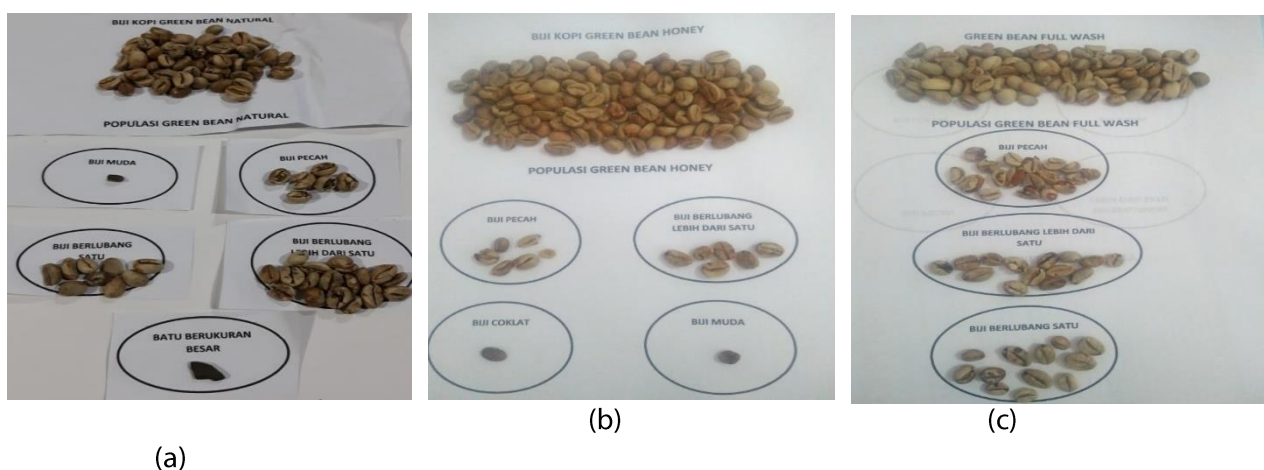 BIJI KOPI GREEN BEAN NATURAL
POPULASI GREEN BEAN NATURAL
BIJI MUDA
BIJI PECAH
BIJI BERLUBANG
SATU
BIJI BERLUBANG
LEBIH DARI SATU
BATU BERUKURAN
BESAR
(a)
BIJI KOPI GREEN BEAN HONEY
POPULASI GREEN BEAN HONEY
BIJI PECAH
BIJI BERLUBANG
LEBIH DARI SATU
BIJI COKLAT
BIJI MUDA
(b)
GREEN BEAN FULL WASH
POPULASI GREEN BEAN FULL WASH
BIJI PECAH
BIJI BERLUBANG LEBIH DARI
SATU
BIJI BERLUBANG SATU
(c)